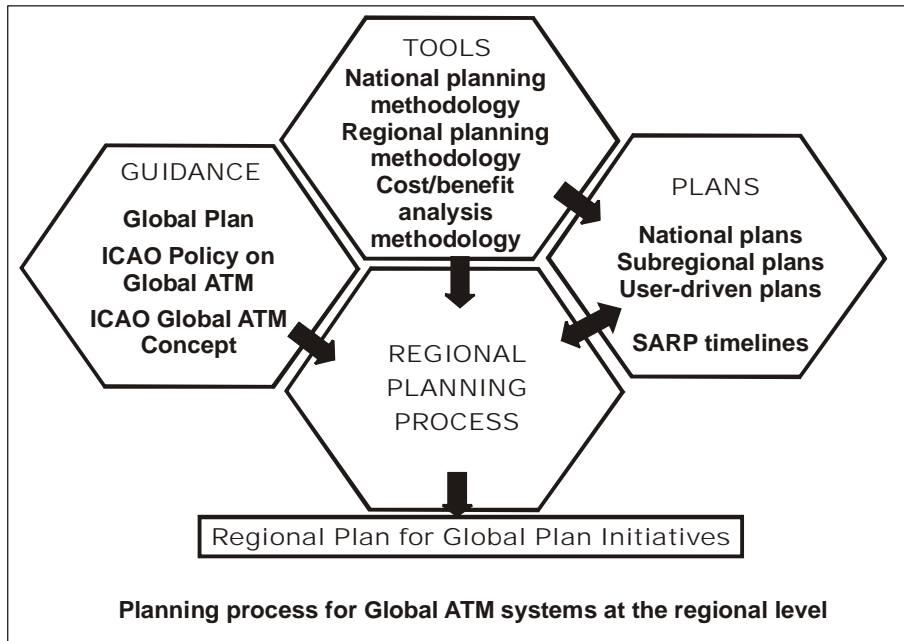 TOOLS
National planning
methodology
Regional planning
methodology
Cost/benefit
analysis
methodology
GUIDANCE
Global Plan
ICAO Policy on
Global ATM
ICAO Global ATM
Concept
PLANS
National plans
Subregional plans
User-driven plans
SARP timelines
REGIONAL
PLANNING
PROCESS
Regional Plan for Global Plan Initiatives
Planning process for Global ATM systems at the regional level